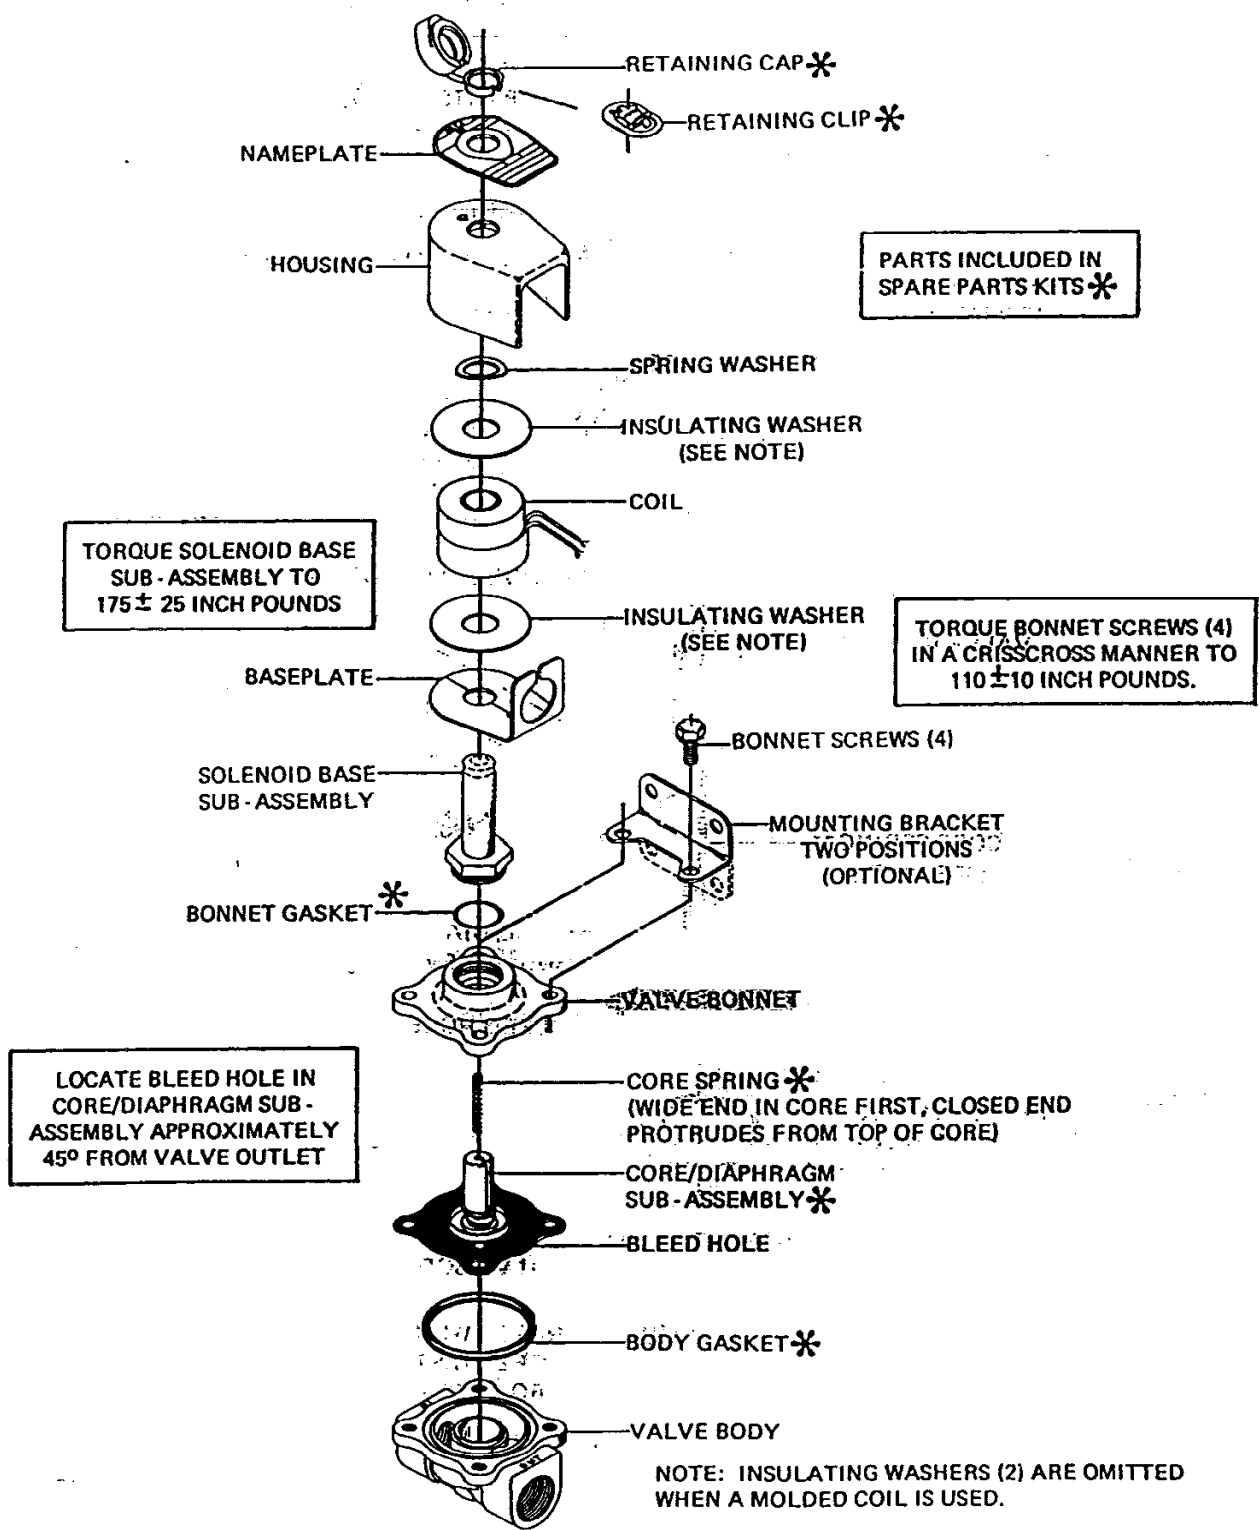 RETAINING CAP*
RETAINING CLIP*
NAMEPLATE
HOUSING
PARTS INCLUDED IN
SPARE PARTS KITS*
SPRING WASHER
INSULATING WASHER
(SEE NOTE)
COIL
TORQUE SOLENOID BASE
SUB-ASSEMBLY TO
175± 25 INCH POUNDS
INSULATING WASHER
(SEE NOTE)
TORQUE BONNET SCREWS (4)
IN A CRISSCROSS MANNER TO
110±10 INCH POUNDS.
BASEPLATE
BONNET SCREWS (4)
SOLENOID BASE
SUB-ASSEMBLY
MOUNTING BRACKET
TWO POSITIONS
(OPTIONAL)
BONNET GASKET*
VALVE BONNET
LOCATE BLEED HOLE IN
CORE/DIAPHRAGM SUB-
ASSEMBLY APPROXIMATELY
45º FROM VALVE OUTLET
CORE SPRING*
(WIDE END IN CORE FIRST, CLOSED END
PROTRUDES FROM TOP OF CORE)
CORE/DIAPHRAGM
SUB-ASSEMBLY*
BLEED HOLE
BODY GASKET*
VALVE BODY
NOTE: INSULATING WASHERS (2) ARE OMITTED
WHEN A MOLDED COIL IS USED.